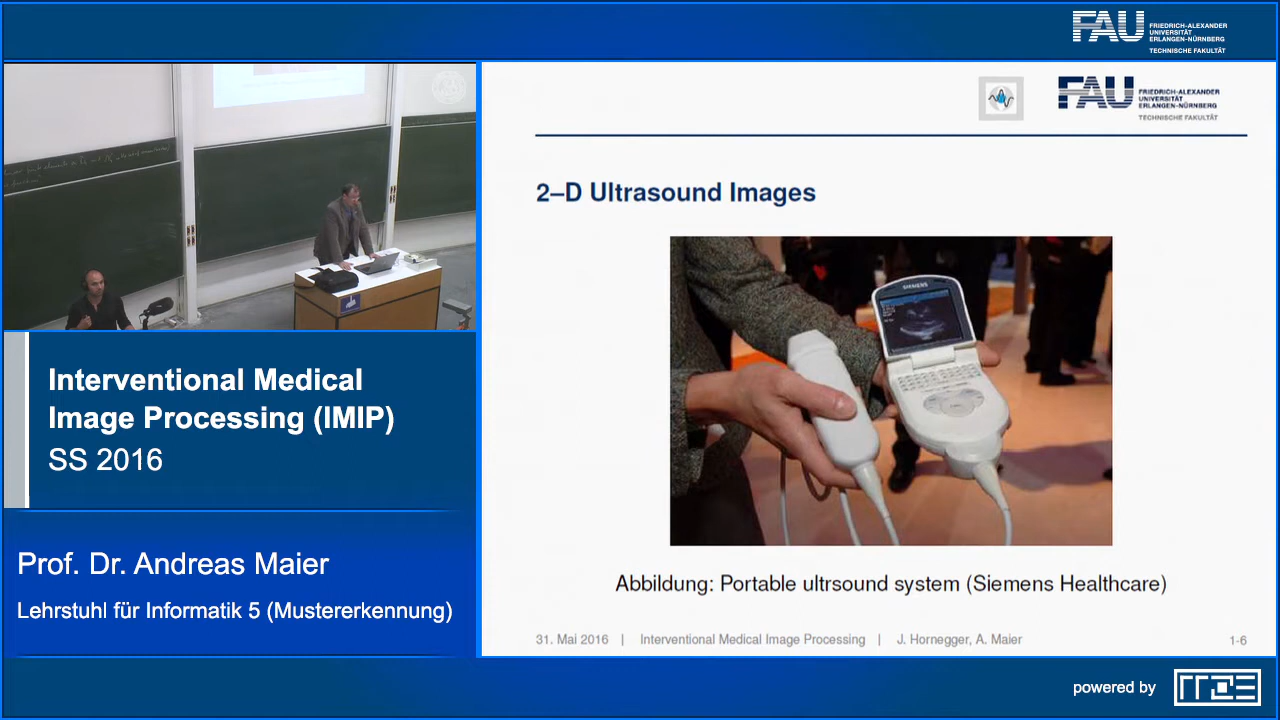 FAU
FRIEDRICH-ALEXANDER
UNIVERSITÄT
ERLANGEN-NÜRNBERG
TECHNISCHE FAKULTÄT
FAU
FRIEDRICH-ALEXANDER
UNIVERSITÄT
ERLANGEN-NÜRNBERG
TECHNISCHE FAKULTÄT
2–D Ultrasound Images
SIEMENS
Abbildung: Portable ultrsound system (Siemens Healthcare)
31. Mai 2016 | Interventional Medical Image Processing | J. Hornegger, A. Maier
1-6
Interventional Medical
Image Processing (IMIP)
SS 2016
Prof. Dr. Andreas Maier
Lehrstuhl für Informatik 5 (Mustererkennung)
powered by